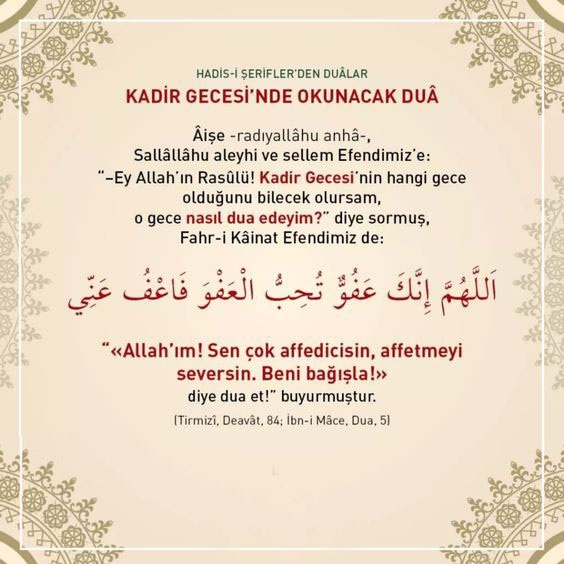 HADİS-İ ŞERİFLER'DEN DUÂLAR
KADİR GECESİ'NDE OKUNACAK DUÂ
Âişe -radıyallâhu anhâ-,
Sallâllâhu aleyhi ve sellem Efendimiz'e:
“–Ey Allah'ın Rasûlü! Kadir Gecesi'nin hangi gece
olduğunu bilecek olursam,
o gece nasıl dua edeyim?” diye sormuş,
Fahr-i Kâinat Efendimiz de:
اَللَّهُمَّ إِنَّكَ عَفُوٌّ تُحِبُّ الْعَفْوَ فَاعْفُ عَنِّي
“«Allah'ım! Sen çok affedicisin, affetmeyi
seversin. Beni bağışla!»
diye dua et!” buyurmuştur.
(Tirmizî, Deavât, 84; İbn-i Mâce, Dua, 5)